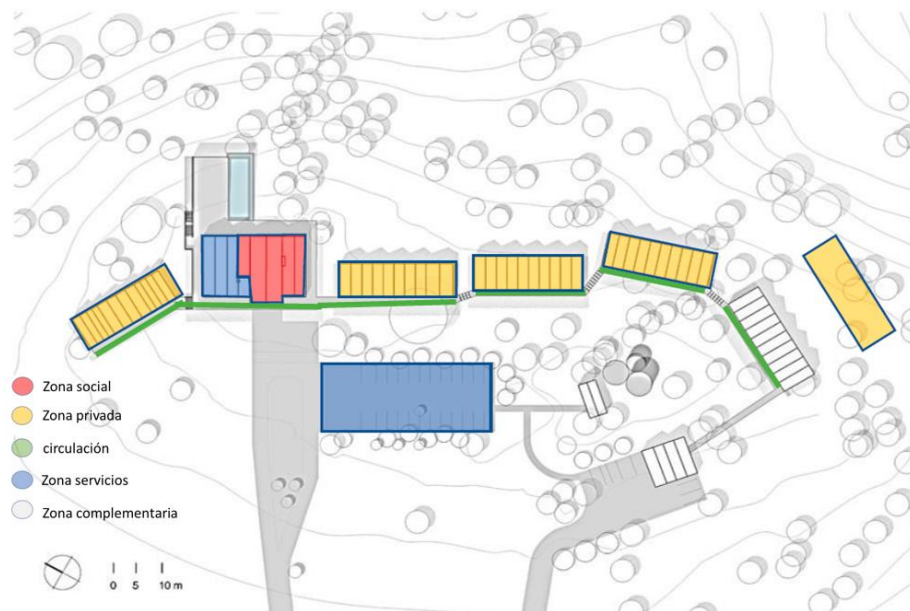 Zona social
Zona privada
circulación
Zona servicios
Zona complementaria
0 5 10 m